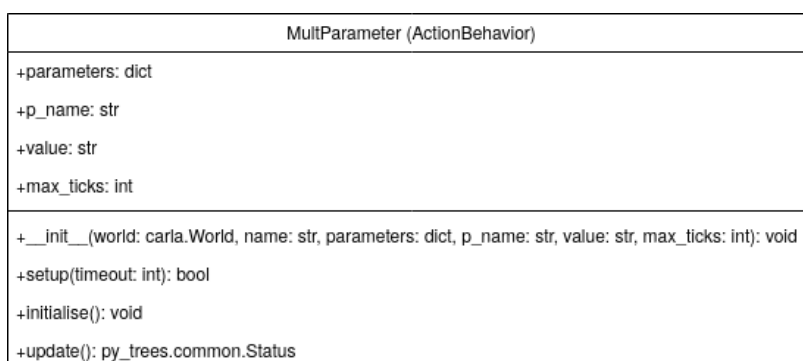 MultParameter (ActionBehavior)
+parameters: dict
+p_name: str
+value: str
+max_ticks: int
+__init__(world: carla.World, name: str, parameters: dict, p_name: str, value: str, max_ticks: int): void
+setup(timeout: int): bool
+initialise(): void
+update(): py_trees.common.Status